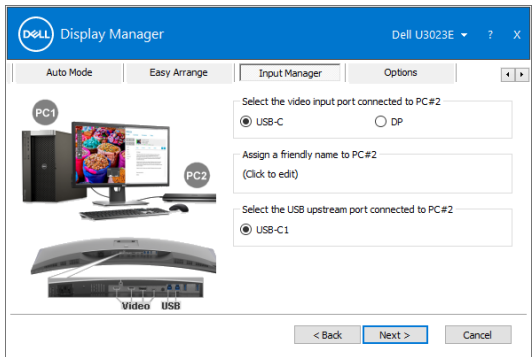 DELL Display Manager Dell U3023E ? X
Auto Mode Easy Arrange Input Manager Options
PC1
PC2
Video USB
Select the video input port connected to PC#2
USB-C DP
Assign a friendly name to PC#2
(Click to edit)
Select the USB upstream port connected to PC#2
USB-C1
< Back Next > Cancel